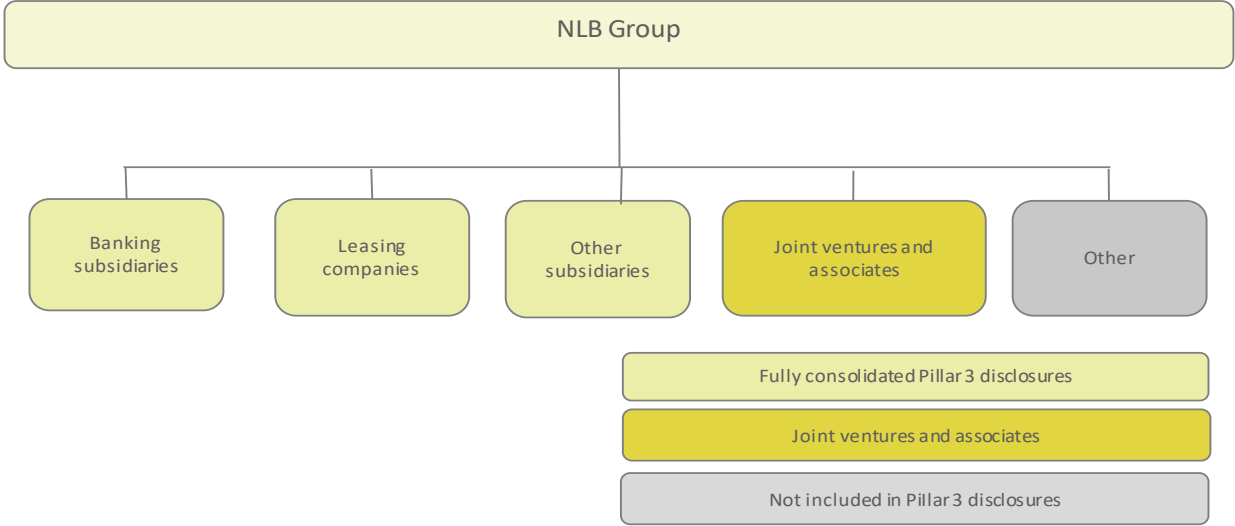 NLB Group
Banking
subsidiaries
Leasing
companies
Other
subsidiaries
Joint ventures and
associates
Other
Fully consolidated Pillar 3 disclosures
Joint ventures and associates
Not included in Pillar 3 disclosures